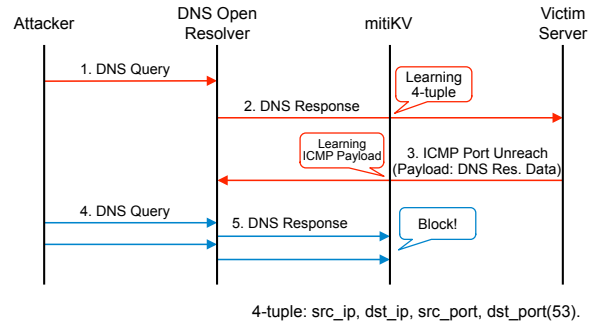 Attacker
DNS Open
Resolver
mitiKV
Victim
Server
1. DNS Query
Learning
4-tuple
2. DNS Response
Learning
ICMP Payload
3. ICMP Port Unreach
(Payload: DNS Res. Data)
4. DNS Query
5. DNS Response
Block!
4-tuple: src_ip, dst_ip, src_port, dst_port(53).